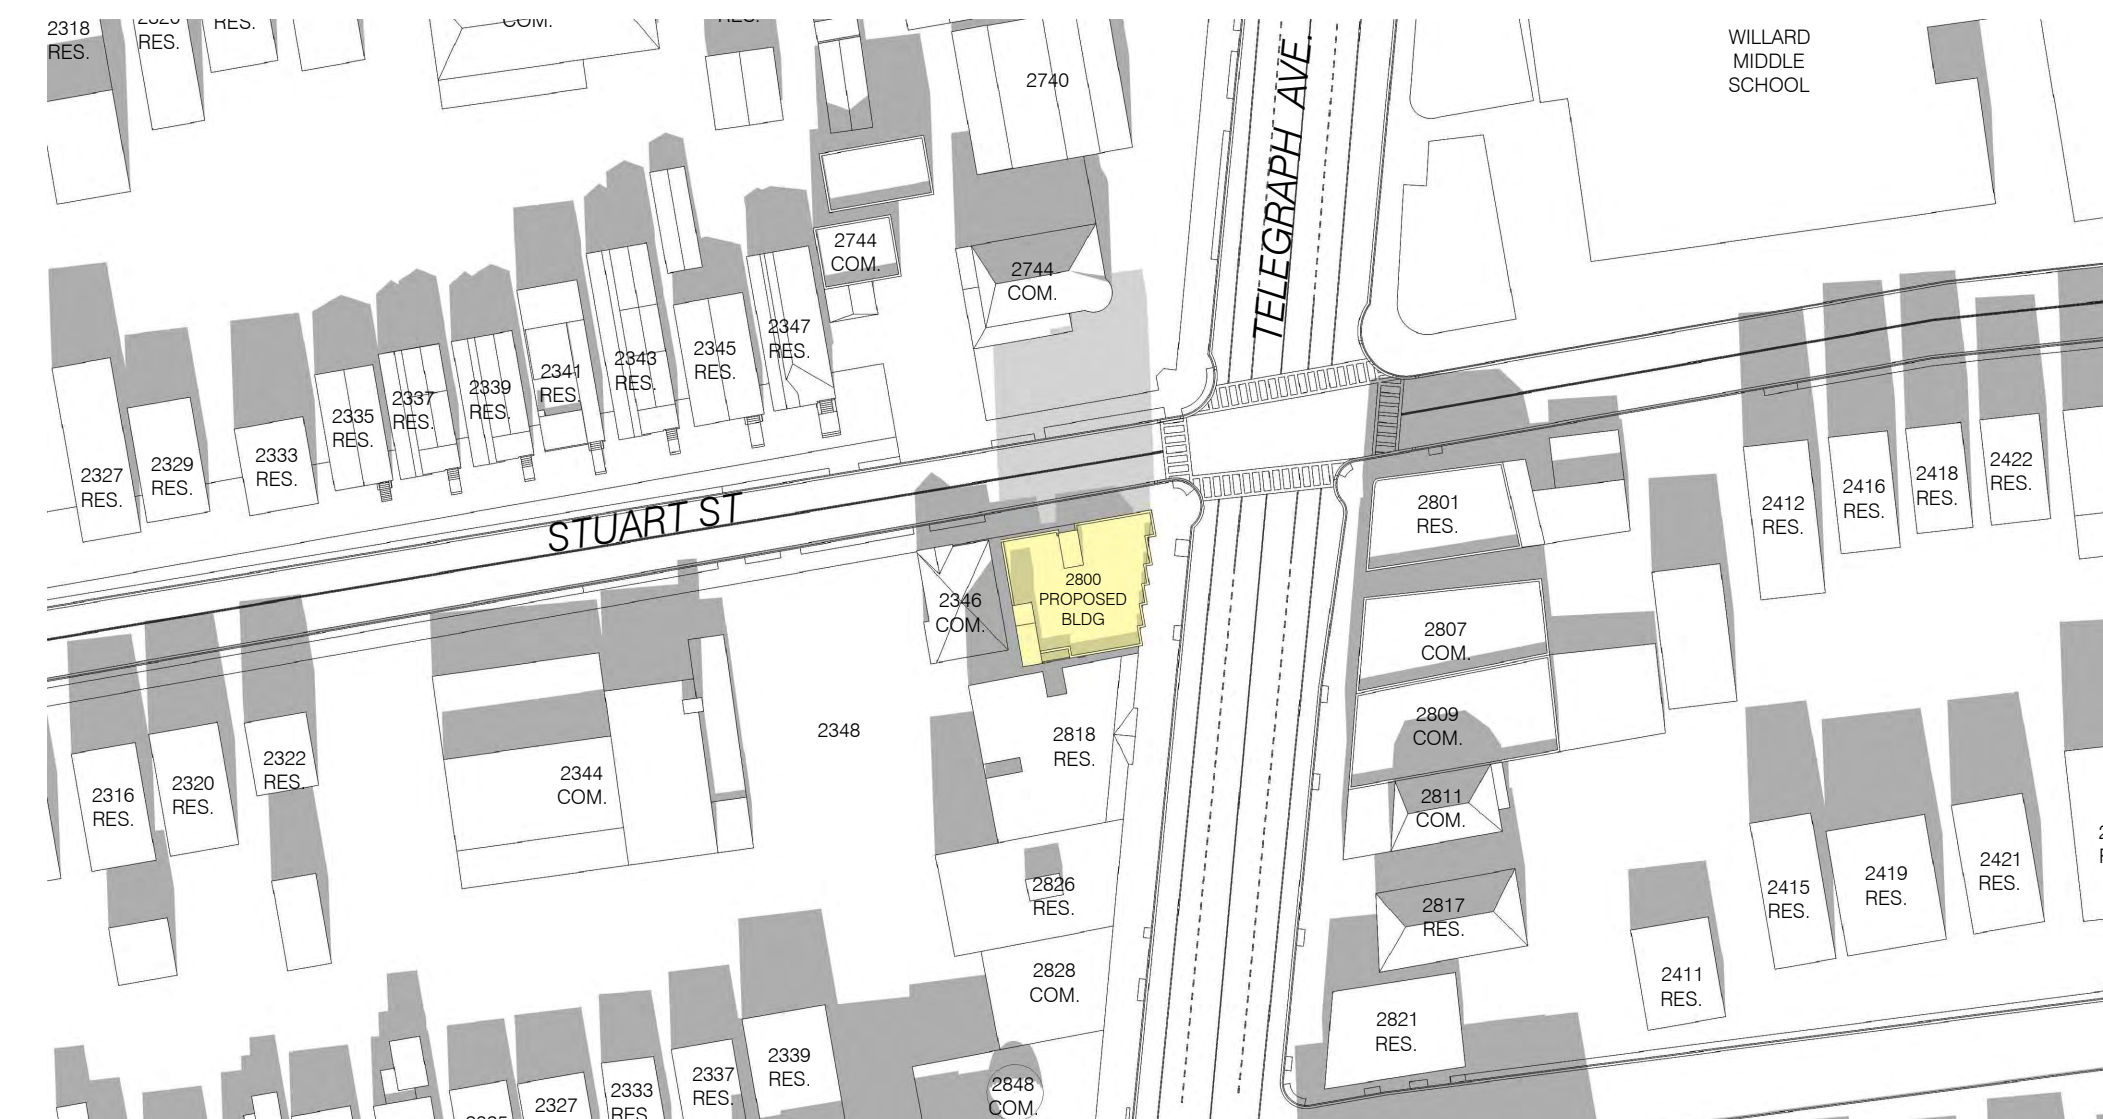 2318
RES.
RES.
RES.
COM.
2740
TELEGRAPH AVE.
WILLARD
MIDDLE
SCHOOL
2744
COM.
2744
COM.
2327
RES.
2329
RES.
2333
RES.
2335
RES.
2337
RES.
2339
RES.
2341
RES.
2343
RES.
2345
RES.
2347
RES.
STUART ST
2801
RES.
2412
RES.
2416
RES.
2418
RES.
2422
RES.
2346
COM.
2800
PROPOSED
BLDG
2807
COM.
2809
COM.
2316
RES.
2320
RES.
2322
RES.
2344
COM.
2348
2818
RES.
2811
COM.
2826
RES.
2817
RES.
2415
RES.
2419
RES.
2421
RES.
2828
COM.
2411
RES.
2821
RES.
2327
2333
RES.
2337
RES.
2339
RES.
2848
COM.